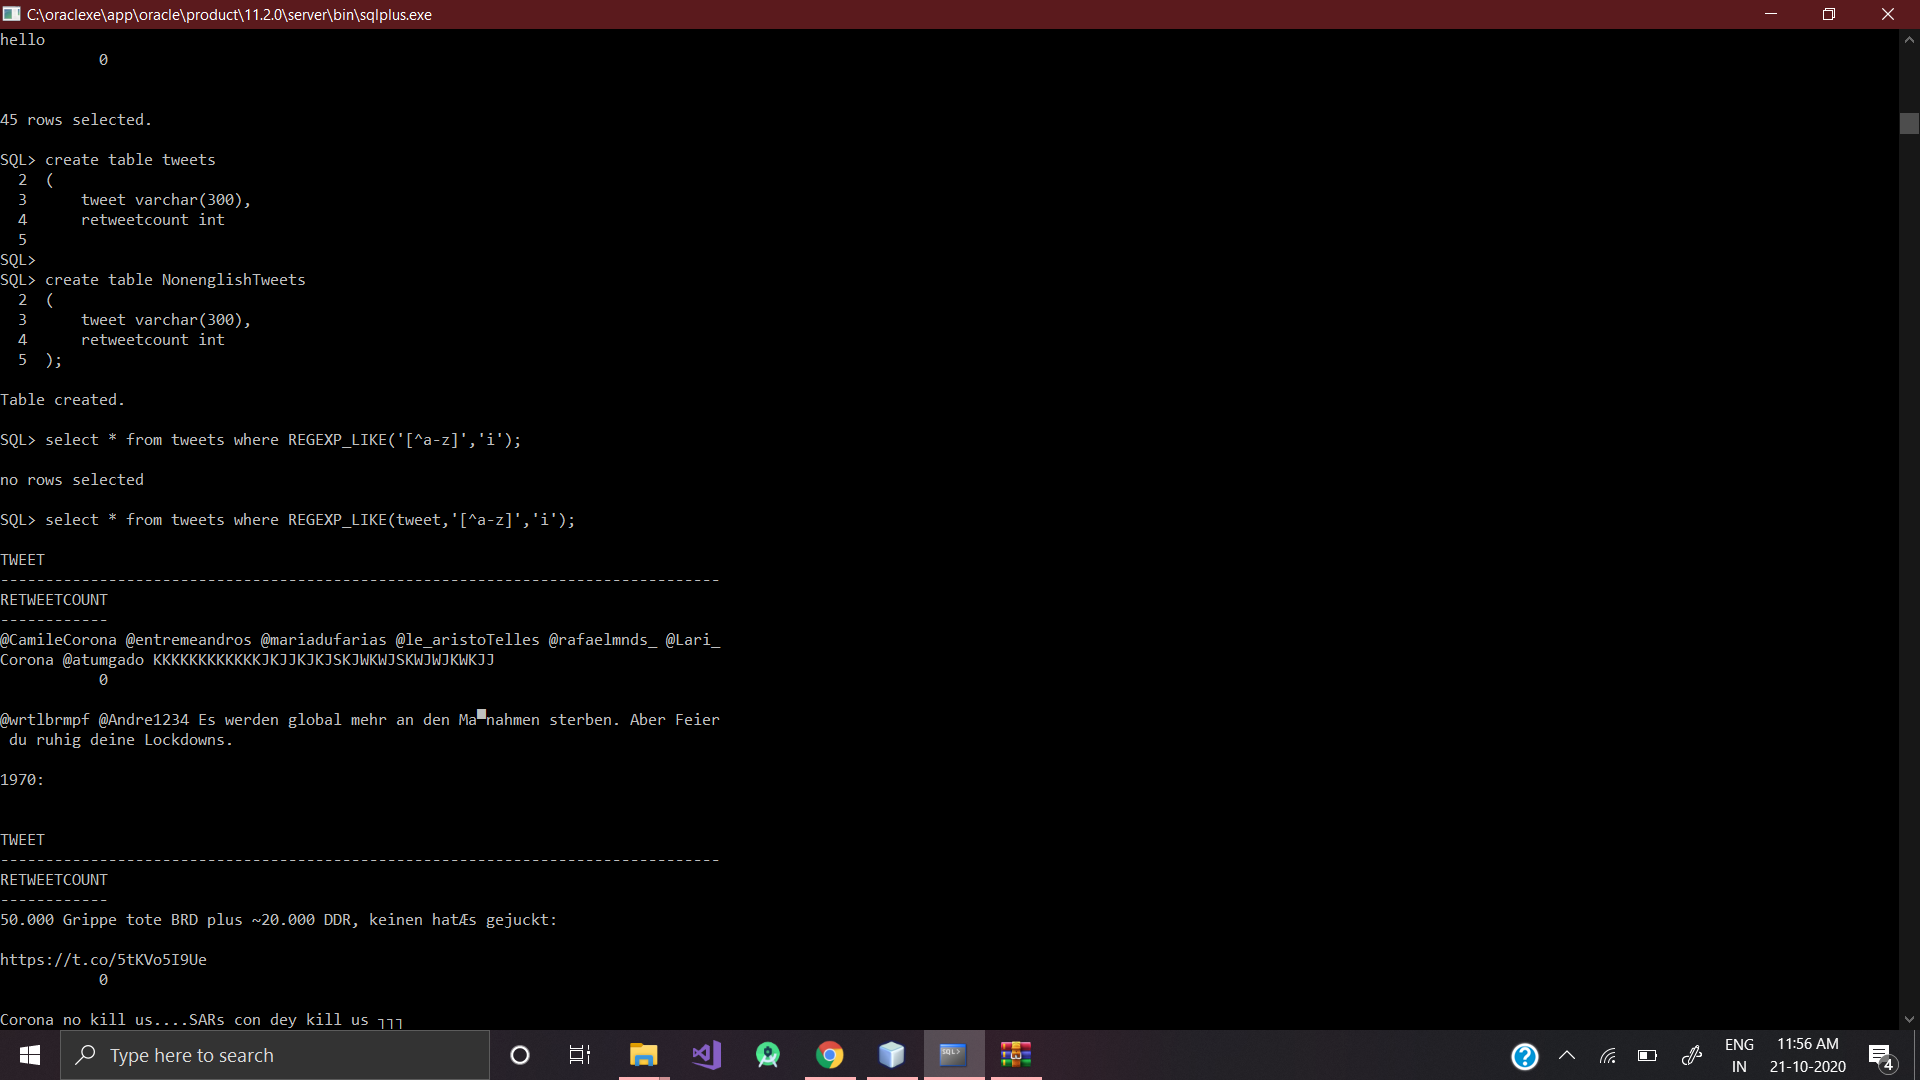 C:\oraclexe\app\oracle\product\11.2.0\server\bin\sqlplus.exe
hello
0
45 rows selected.
SQL> create table tweets
2 (
3 tweet varchar(300),
4 retweetcount int
5
SQL>
SQL> create table NonenglishTweets
2 (
3 tweet varchar(300),
4 retweetcount int
5 );
Table created.
SQL> select * from tweets where REGEXP_LIKE('[^a-z]','i');
no rows selected
SQL> select * from tweets where REGEXP_LIKE(tweet,'[^a-z]','i');
TWEET
--------------------------------------------------------------------------------
RETWEETCOUNT
------------
@CamileCorona @entremeandros @mariadufarias @le_aristoTelles @rafaelmnds_ @Lari_
Corona @atumgado KKKKKKKKKKKKJKJJKJKJSKJWKWJSKWJWJKWKJJ
0
@wrtlbrmpf @Andre1234 Es werden global mehr an den Ma▀nahmen sterben. Aber Feier
du ruhig deine Lockdowns.
1970:
TWEET
--------------------------------------------------------------------------------
RETWEETCOUNT
------------
50.000 Grippe tote BRD plus ~20.000 DDR, keinen hatÆs gejuckt:
https://t.co/5tKVo5I9Ue
0
Corona no kill us....SARs con dey kill us ┐┐┐
Type here to search
SQL>
ENG
IN
11:56 AM
21-10-2020
4